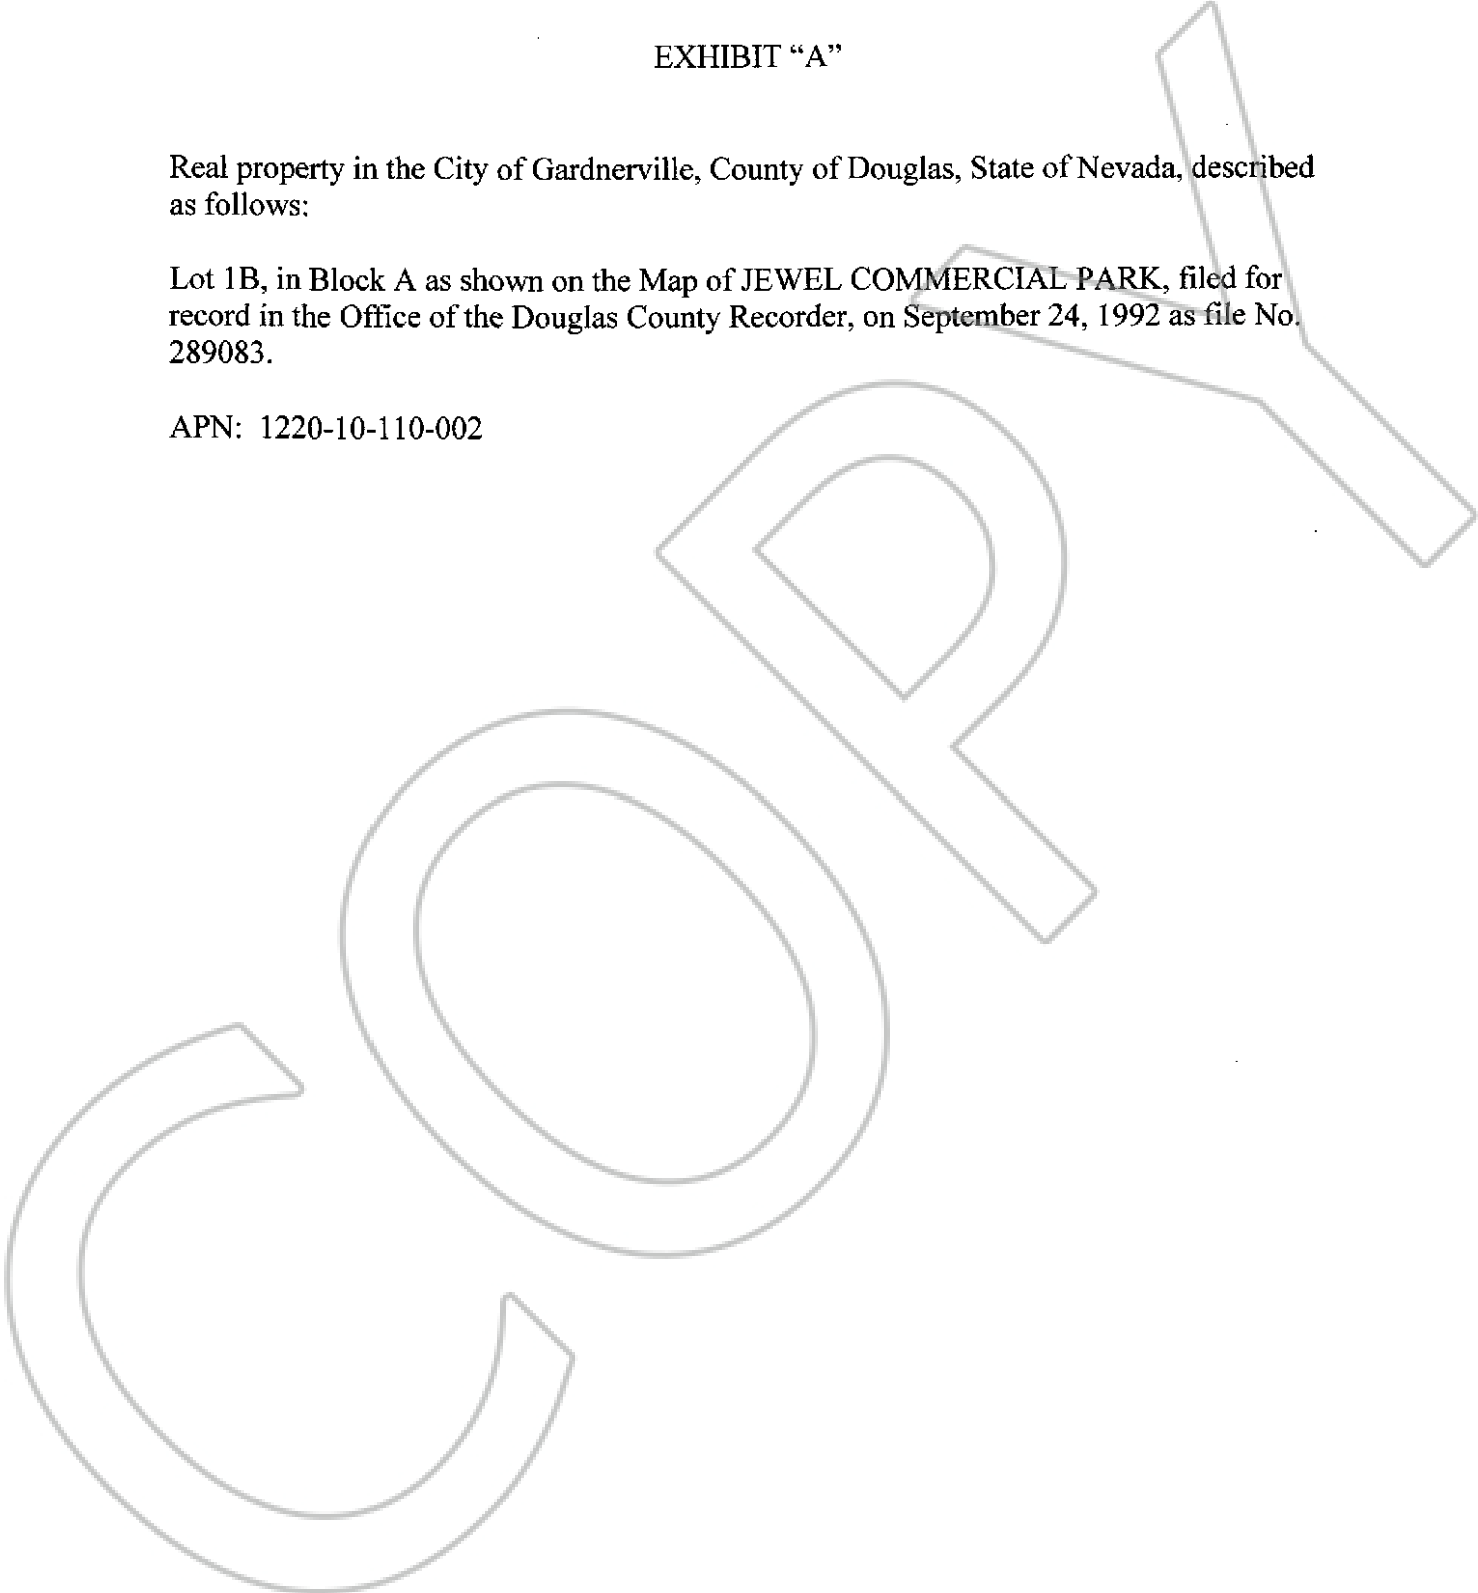 EXHIBIT “A”
Real property in the City of Gardnerville, County of Douglas, State of Nevada, described
as follows:
Lot 1B, in Block A as shown on the Map of JEWEL COMMERCIAL PARK, filed for
record in the Office of the Douglas County Recorder, on September 24, 1992 as file No.
289083.
APN: 1220-10-110-002
COPY